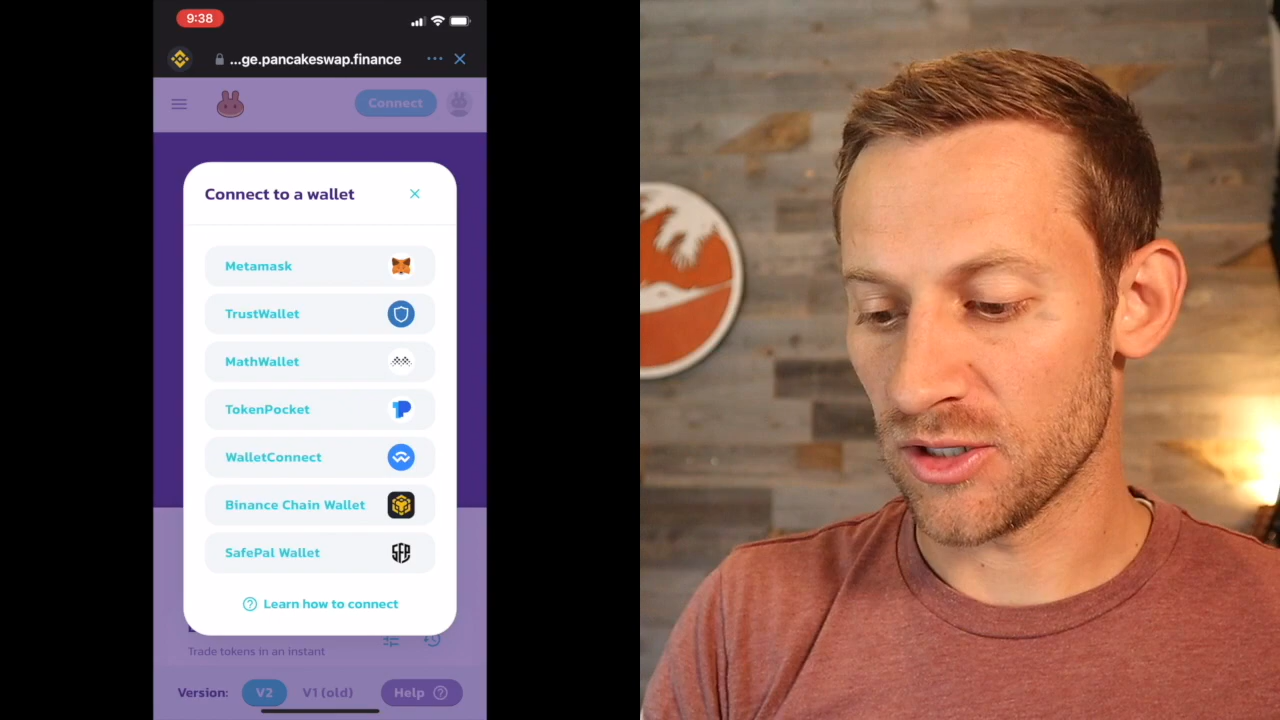 9:38
...ge.pancakeswap.finance
Connect
Connect to a wallet
Metamask
TrustWallet
MathWallet
TokenPocket
WalletConnect
Binance Chain Wallet
SafePal Wallet
SFP
Learn how to connect
Trade tokens in an instant
Version: V2 V1 (old) Help